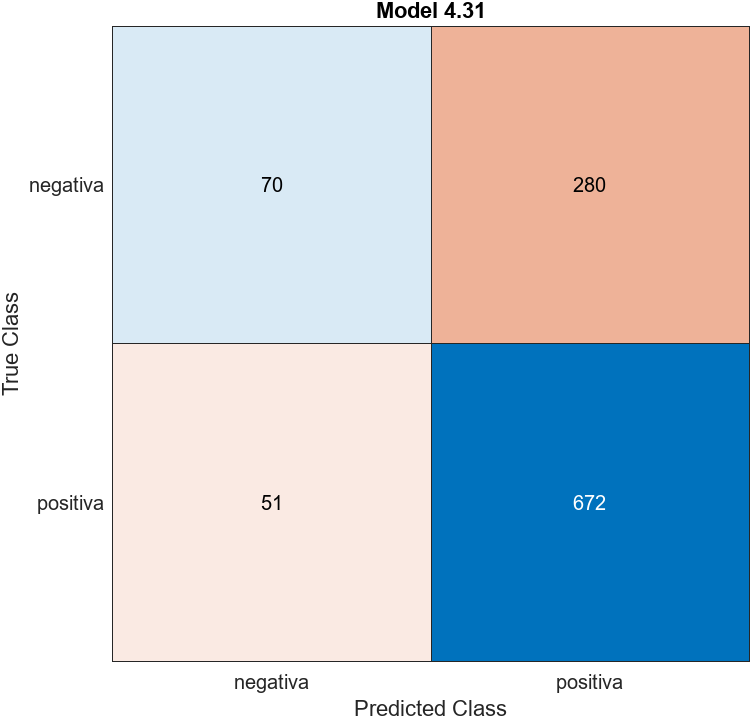 Model 4.31
negativa
70
280
True Class
positiva
51
672
negativa
positiva
Predicted Class